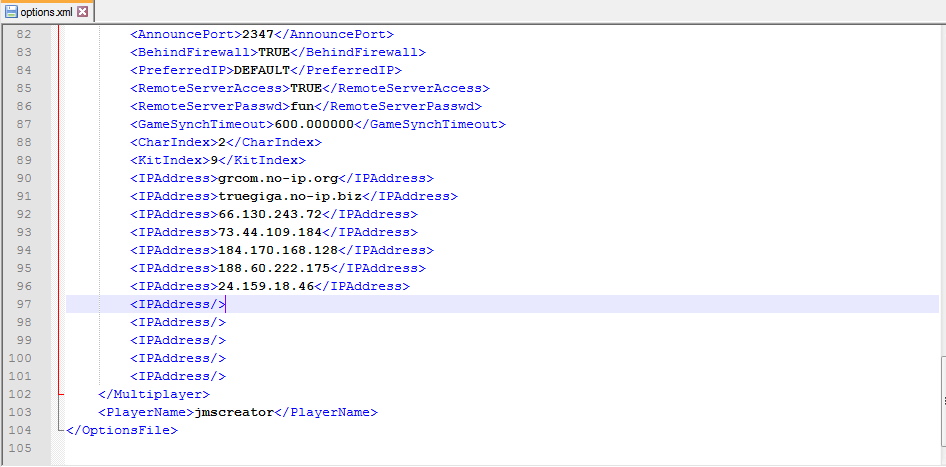 options.xml
82 <AnnouncePort>2347</AnnouncePort>
83 <BehindFirewall>TRUE</BehindFirewall>
84 <PreferredIP>DEFAULT</PreferredIP>
85 <RemoteServerAccess>TRUE</RemoteServerAccess>
86 <RemoteServerPasswd>fun</RemoteServerPasswd>
87 <GameSynchTimeout>600.000000</GameSynchTimeout>
88 <CharIndex>2</CharIndex>
89 <KitIndex>9</KitIndex>
90 <IPAddress>grcom.no-ip.org</IPAddress>
91 <IPAddress>truegiga.no-ip.biz</IPAddress>
92 <IPAddress>66.130.243.72</IPAddress>
93 <IPAddress>73.44.109.184</IPAddress>
94 <IPAddress>184.170.168.128</IPAddress>
95 <IPAddress>188.60.222.175</IPAddress>
96 <IPAddress>24.159.18.46</IPAddress>
97 <IPAddress/>
98 <IPAddress/>
99 <IPAddress/>
100 <IPAddress/>
101 <IPAddress/>
102 </Multiplayer>
103 <PlayerName>jmscreator</PlayerName>
104 </OptionsFile>
105